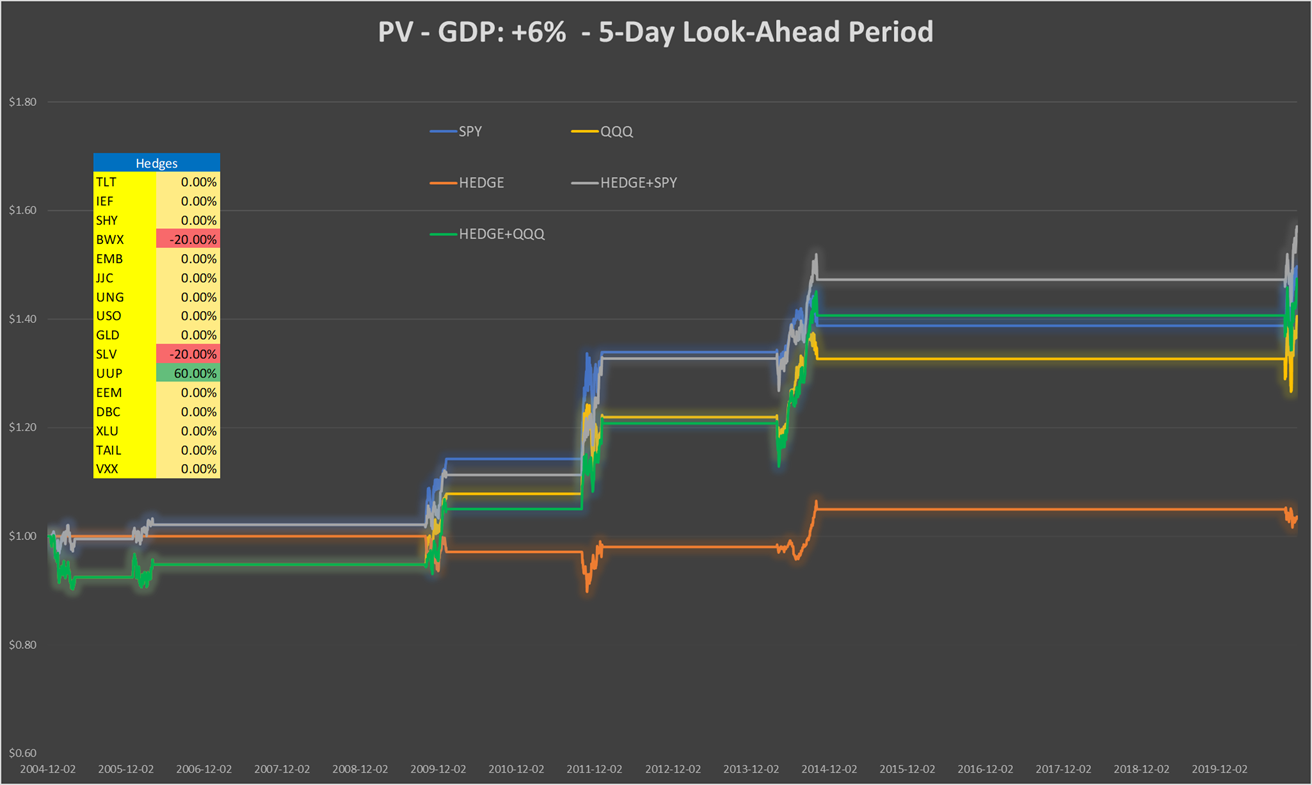 PV - GDP: +6%  - 5-Day Look-Ahead Period
$1.80
$1.60
$1.40
$1.20
$1.00
$0.80
$0.60
SPY QQQ
HEDGE HEDGE+SPY
HEDGE+QQQ
Hedges
TLT 0.00%
IEF 0.00%
SHY 0.00%
BWX -20.00%
EMB 0.00%
JJC 0.00%
UNG 0.00%
USO 0.00%
GLD 0.00%
SLV -20.00%
UUP 60.00%
EEM 0.00%
DBC 0.00%
XLU 0.00%
TAIL 0.00%
VXX 0.00%
2004-12-02 2005-12-02 2006-12-02 2007-12-02 2008-12-02 2009-12-02 2010-12-02 2011-12-02 2012-12-02 2013-12-02 2014-12-02 2015-12-02 2016-12-02 2017-12-02 2018-12-02 2019-12-02